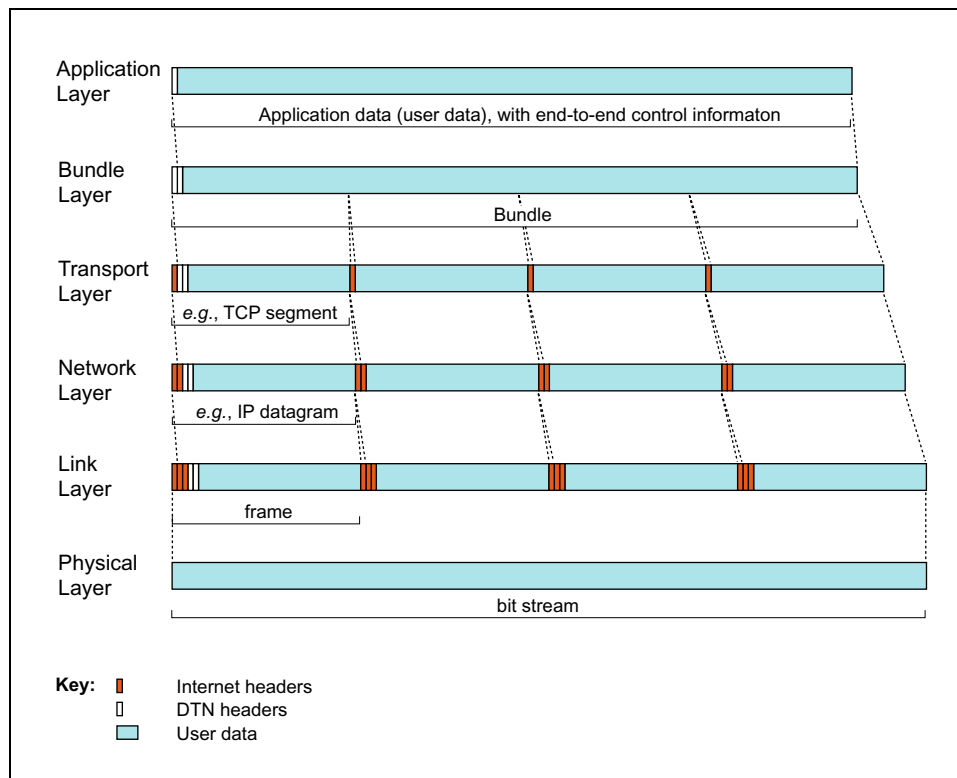 Application
Layer
Application data (user data), with end-to-end control informaton
Bundle
Layer
Bundle
Transport
Layer
e.g., TCP segment
Network
Layer
e.g., IP datagram
Link
Layer
frame
Physical
Layer
bit stream
Key:
Internet headers
DTN headers
User data